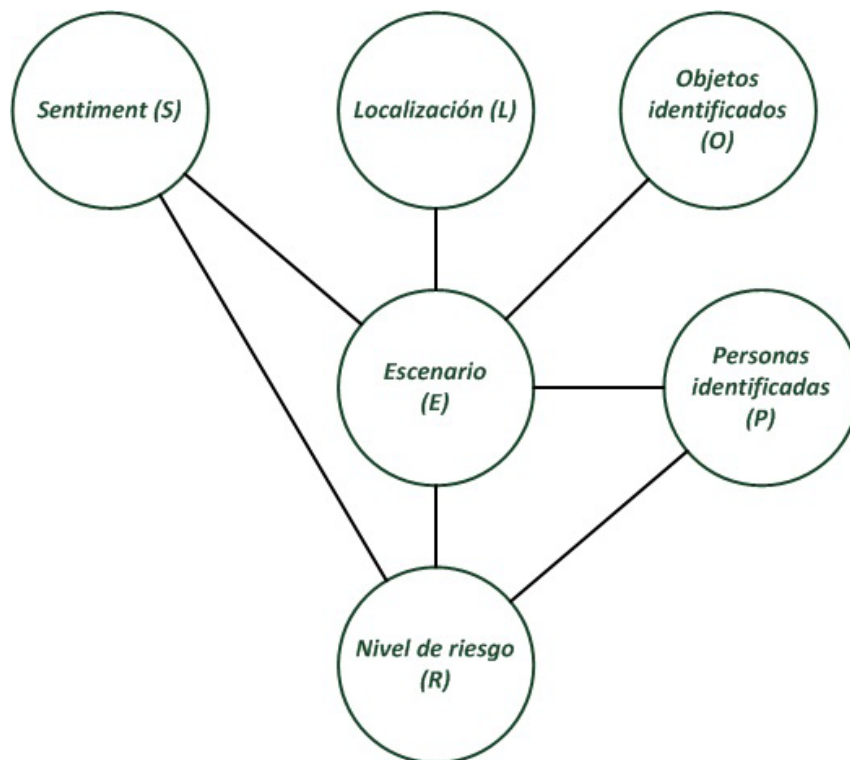 Sentiment (S)
Localización (L)
Objetos
identificados
(O)
Escenario
(E)
Personas
identificadas
(P)
Nivel de riesgo
(R)